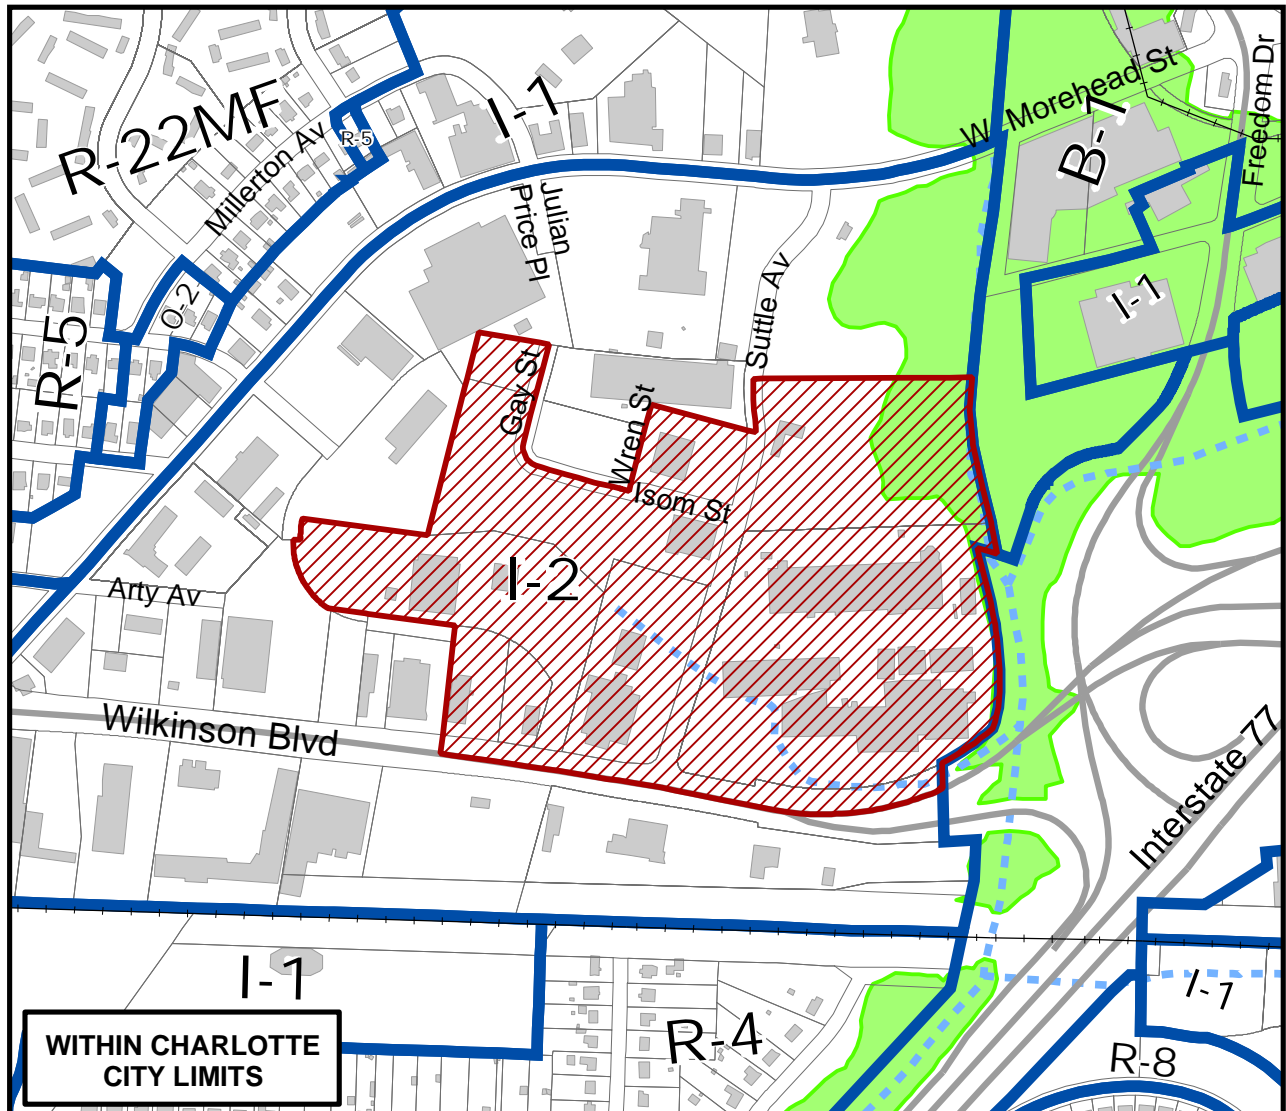 R-22MF
Millerton Av
R-5
I-1
W. Morehead St
B-1
Freedom Dr
Julian
Price Pl
Suttle Av
I-1
O-2
R-5
Gay St
Wren St
Isom St
I-2
Arty Av
Wilkinson Blvd
Interstate 77
I-1
R-4
I-1
R-8
WITHIN CHARLOTTE
CITY LIMITS